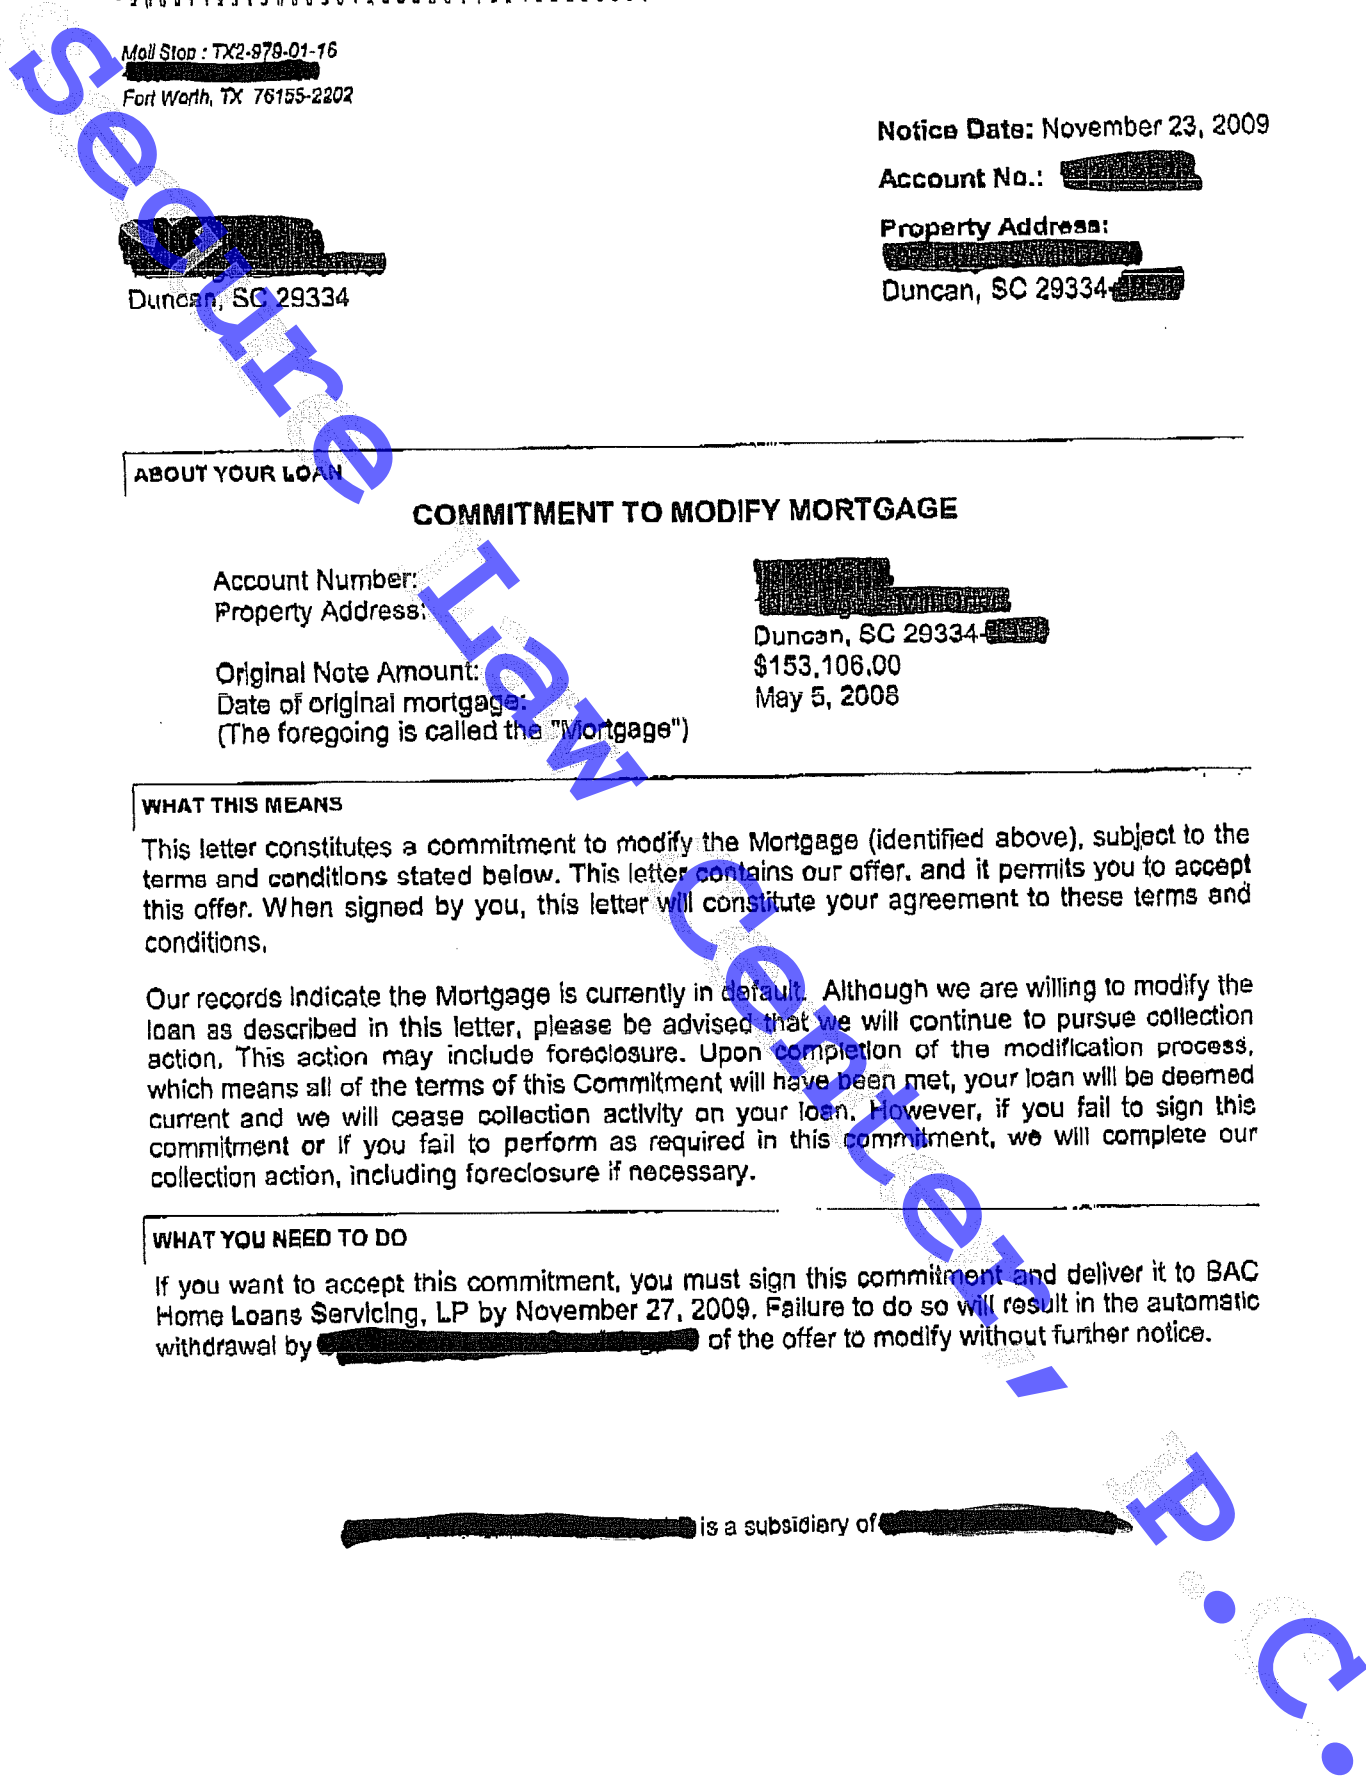 Mail Stop : TX2-979-01-16
Fort Worth, TX 76155-2202
Notice Date: November 23, 2009
Account No.:
Property Address:
Duncan, SC 29334
Duncan, SC 29334-
ABOUT YOUR LOAN
COMMITMENT TO MODIFY MORTGAGE
Account Number:
Property Address:
Duncan, SC 29334-
Original Note Amount: $153,106.00
Date of original mortgage: May 5, 2008
(The foregoing is called the "Mortgage")
WHAT THIS MEANS
This letter constitutes a commitment to modify the Mortgage (identified above), subject to the
terms and conditions stated below. This letter contains our offer, and it permits you to accept
this offer. When signed by you, this letter will constitute your agreement to these terms and
conditions.
Our records indicate the Mortgage is currently in default. Although we are willing to modify the
loan as described in this letter, please be advised that we will continue to pursue collection
action. This action may include foreclosure. Upon completion of the modification process,
which means all of the terms of this Commitment will have been met, your loan will be deemed
current and we will cease collection activity on your loan. However, if you fail to sign this
commitment or if you fail to perform as required in this commitment, we will complete our
collection action, including foreclosure if necessary.
WHAT YOU NEED TO DO
If you want to accept this commitment, you must sign this commitment and deliver it to BAC
Home Loans Servicing, LP by November 27, 2009. Failure to do so will result in the automatic
withdrawal by of the offer to modify without further notice.
is a subsidiary of
Secure Law Center, P.C.